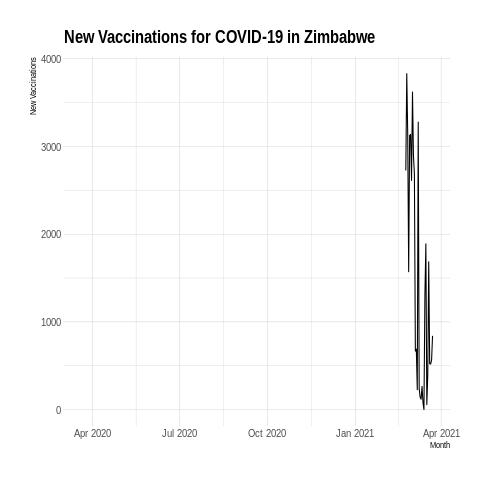 New Vaccinations for COVID-19 in Zimbabwe
New Vaccinations
4000
3000
2000
1000
0
Apr 2020 Jul 2020 Oct 2020 Jan 2021 Apr 2021
Month